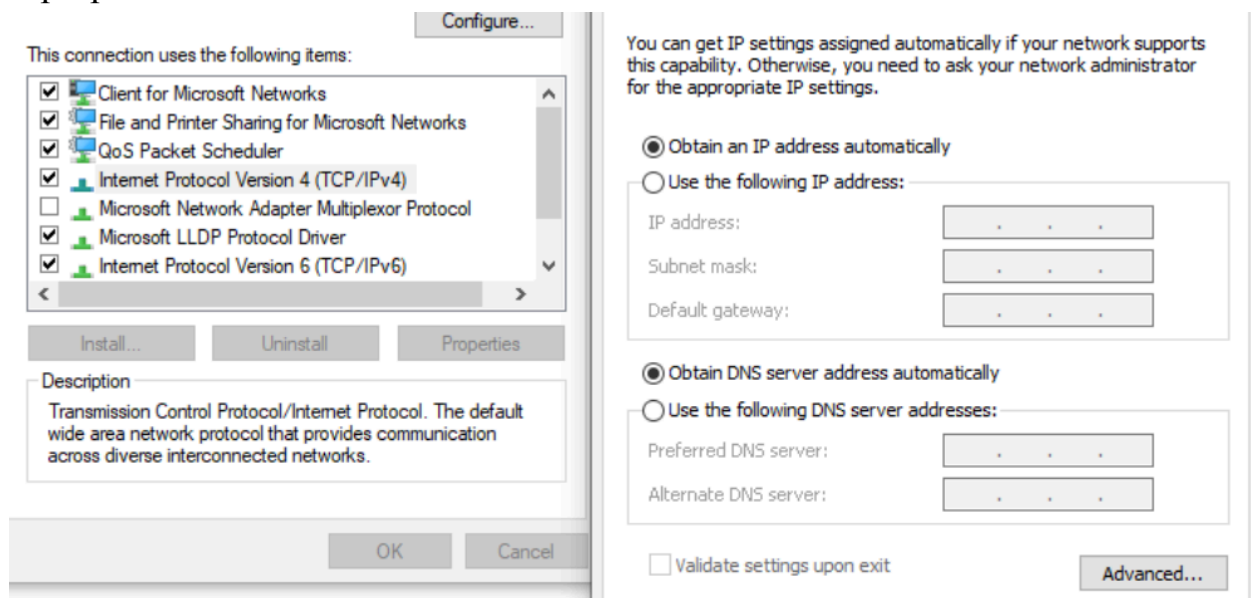 Configure...
This connection uses the following items:
Client for Microsoft Networks
File and Printer Sharing for Microsoft Networks
QoS Packet Scheduler
Internet Protocol Version 4 (TCP/IPv4)
Microsoft Network Adapter Multiplexor Protocol
Microsoft LLDP Protocol Driver
Internet Protocol Version 6 (TCP/IPv6)
Install...
Uninstall
Properties
Description
Transmission Control Protocol/Internet Protocol. The default
wide area network protocol that provides communication
across diverse interconnected networks.
OK
Cancel
You can get IP settings assigned automatically if your network supports
this capability. Otherwise, you need to ask your network administrator
for the appropriate IP settings.
Obtain an IP address automatically
Use the following IP address:
IP address:
Subnet mask:
Default gateway:
Obtain DNS server address automatically
Use the following DNS server addresses:
Preferred DNS server:
Alternate DNS server:
Validate settings upon exit
Advanced...